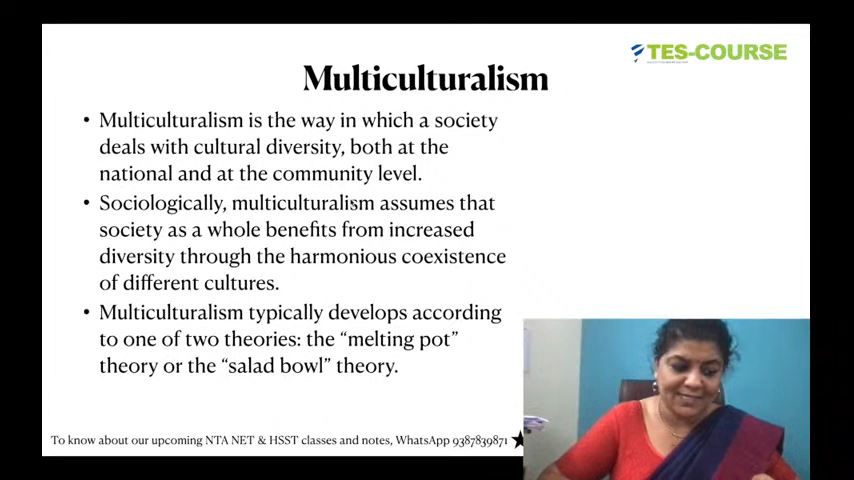 TES-COURSE
Multiculturalism
• Multiculturalism is the way in which a society
deals with cultural diversity, both at the
national and at the community level.
• Sociologically, multiculturalism assumes that
society as a whole benefits from increased
diversity through the harmonious coexistence
of different cultures.
• Multiculturalism typically develops according
to one of two theories: the “melting pot”
theory or the “salad bowl” theory.
To know about our upcoming NTA NET & HSST classes and notes, WhatsApp 9387839871